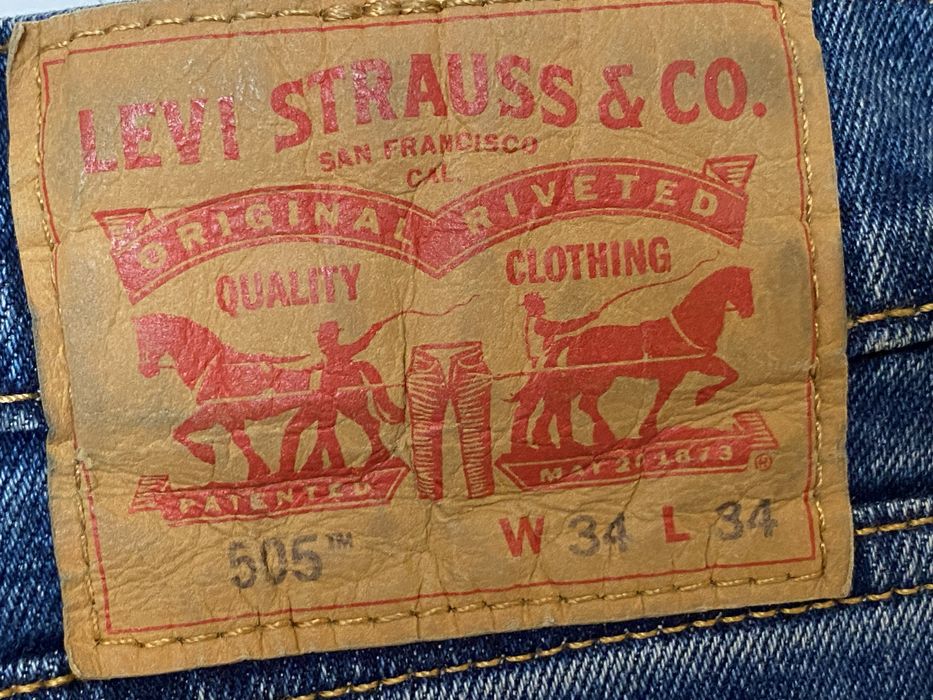 LEVI STRAUSS & CO.
SAN FRANCISCO
CAL.
ORIGINAL RIVETED
QUALITY CLOTHING
PATENTED MAY 20 1873 ®
505™ W 34 L 34